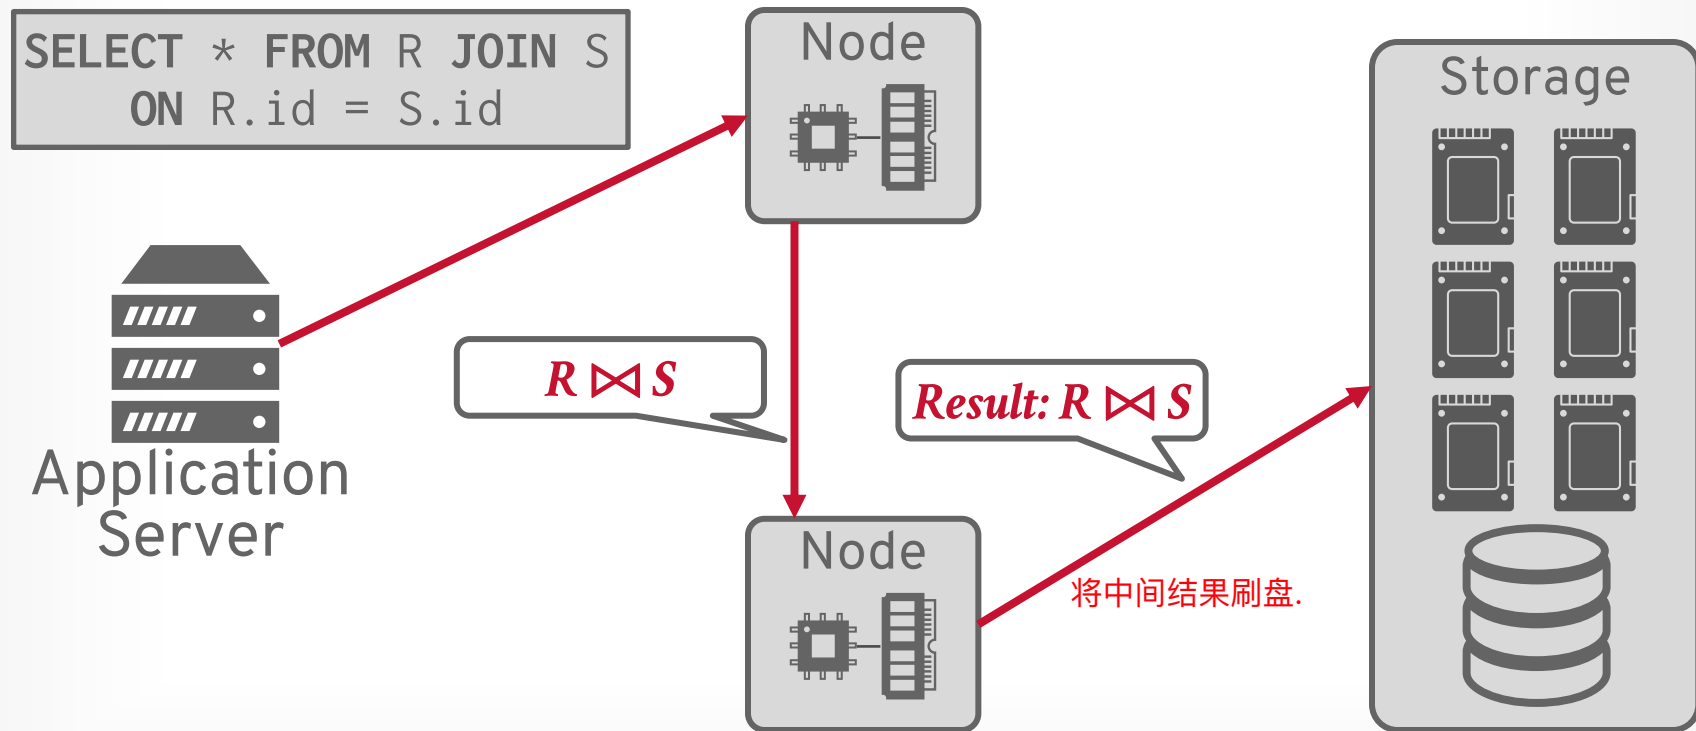 SELECT * FROM R JOIN S
ON R.id = S.id
Node
Storage
R ⋈ S
Result: R ⋈ S
Application
Server
Node
将中间结果刷盘.